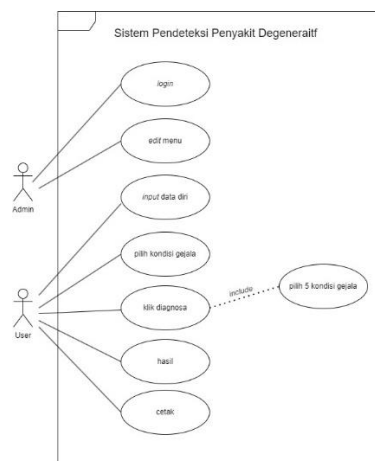 Sistem Pendeteksi Penyakit Degeneraitf
login
edit menu
Admin
input data diri
pilih kondisi gejala
klik diagnosa
include
pilih 5 kondisi gejala
User
hasil
cetak